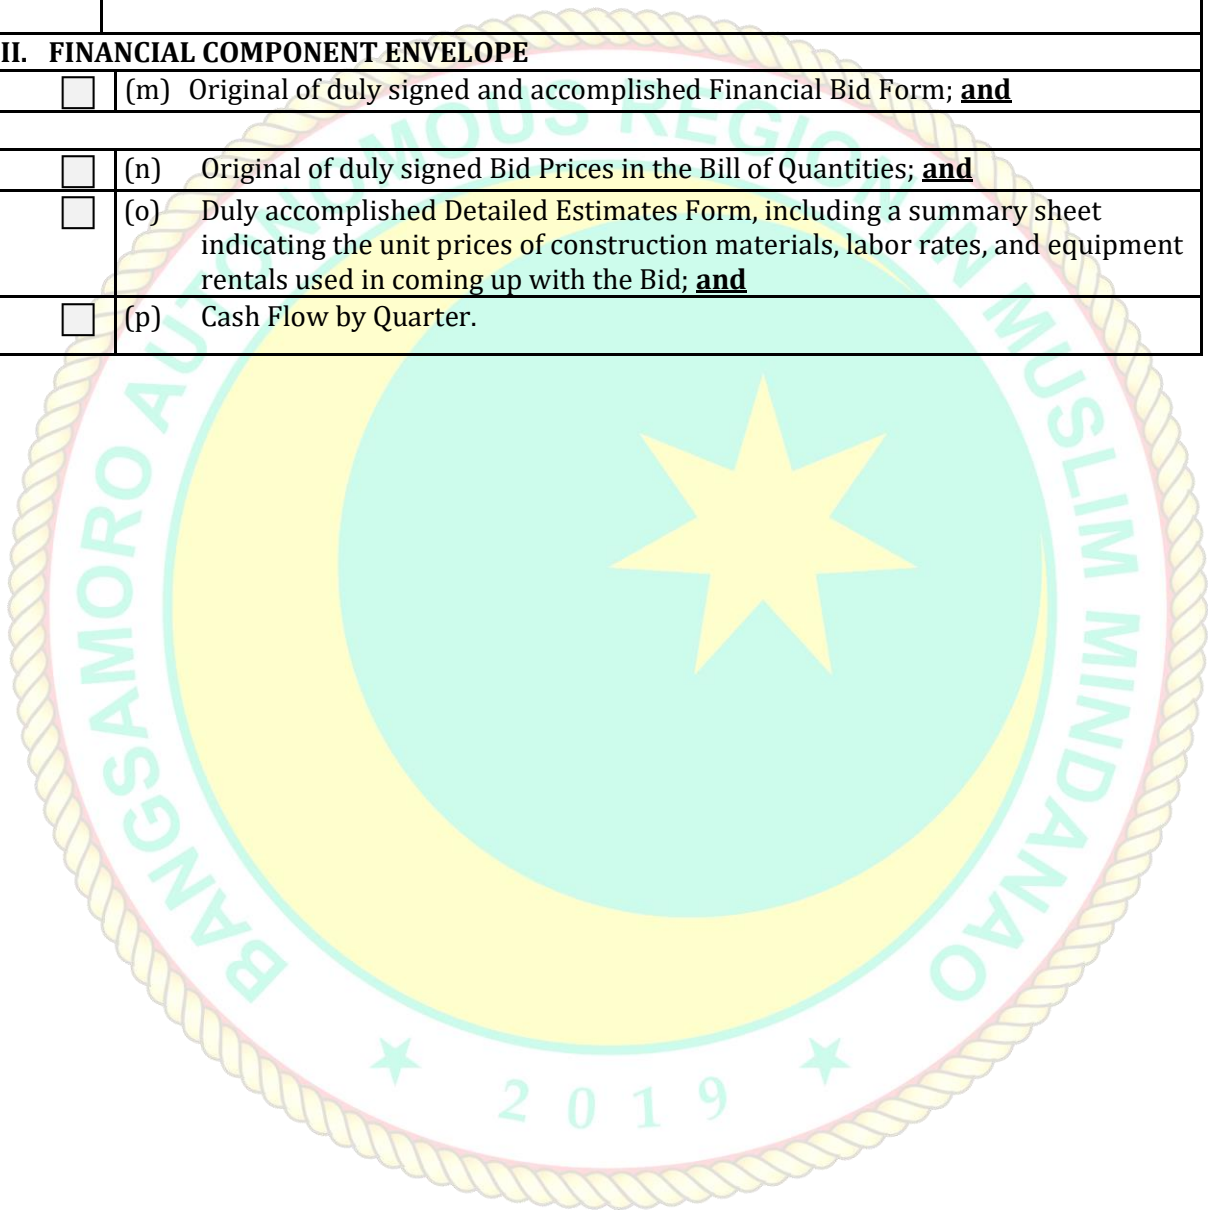 II. FINANCIAL COMPONENT ENVELOPE
(m) Original of duly signed and accomplished Financial Bid Form; and
(n) Original of duly signed Bid Prices in the Bill of Quantities; and
(o) Duly accomplished Detailed Estimates Form, including a summary sheet
indicating the unit prices of construction materials, labor rates, and equipment
rentals used in coming up with the Bid; and
(p) Cash Flow by Quarter.
BANGSAMORO AUTONOMOUS REGION IN MUSLIM MINDANAO
2019